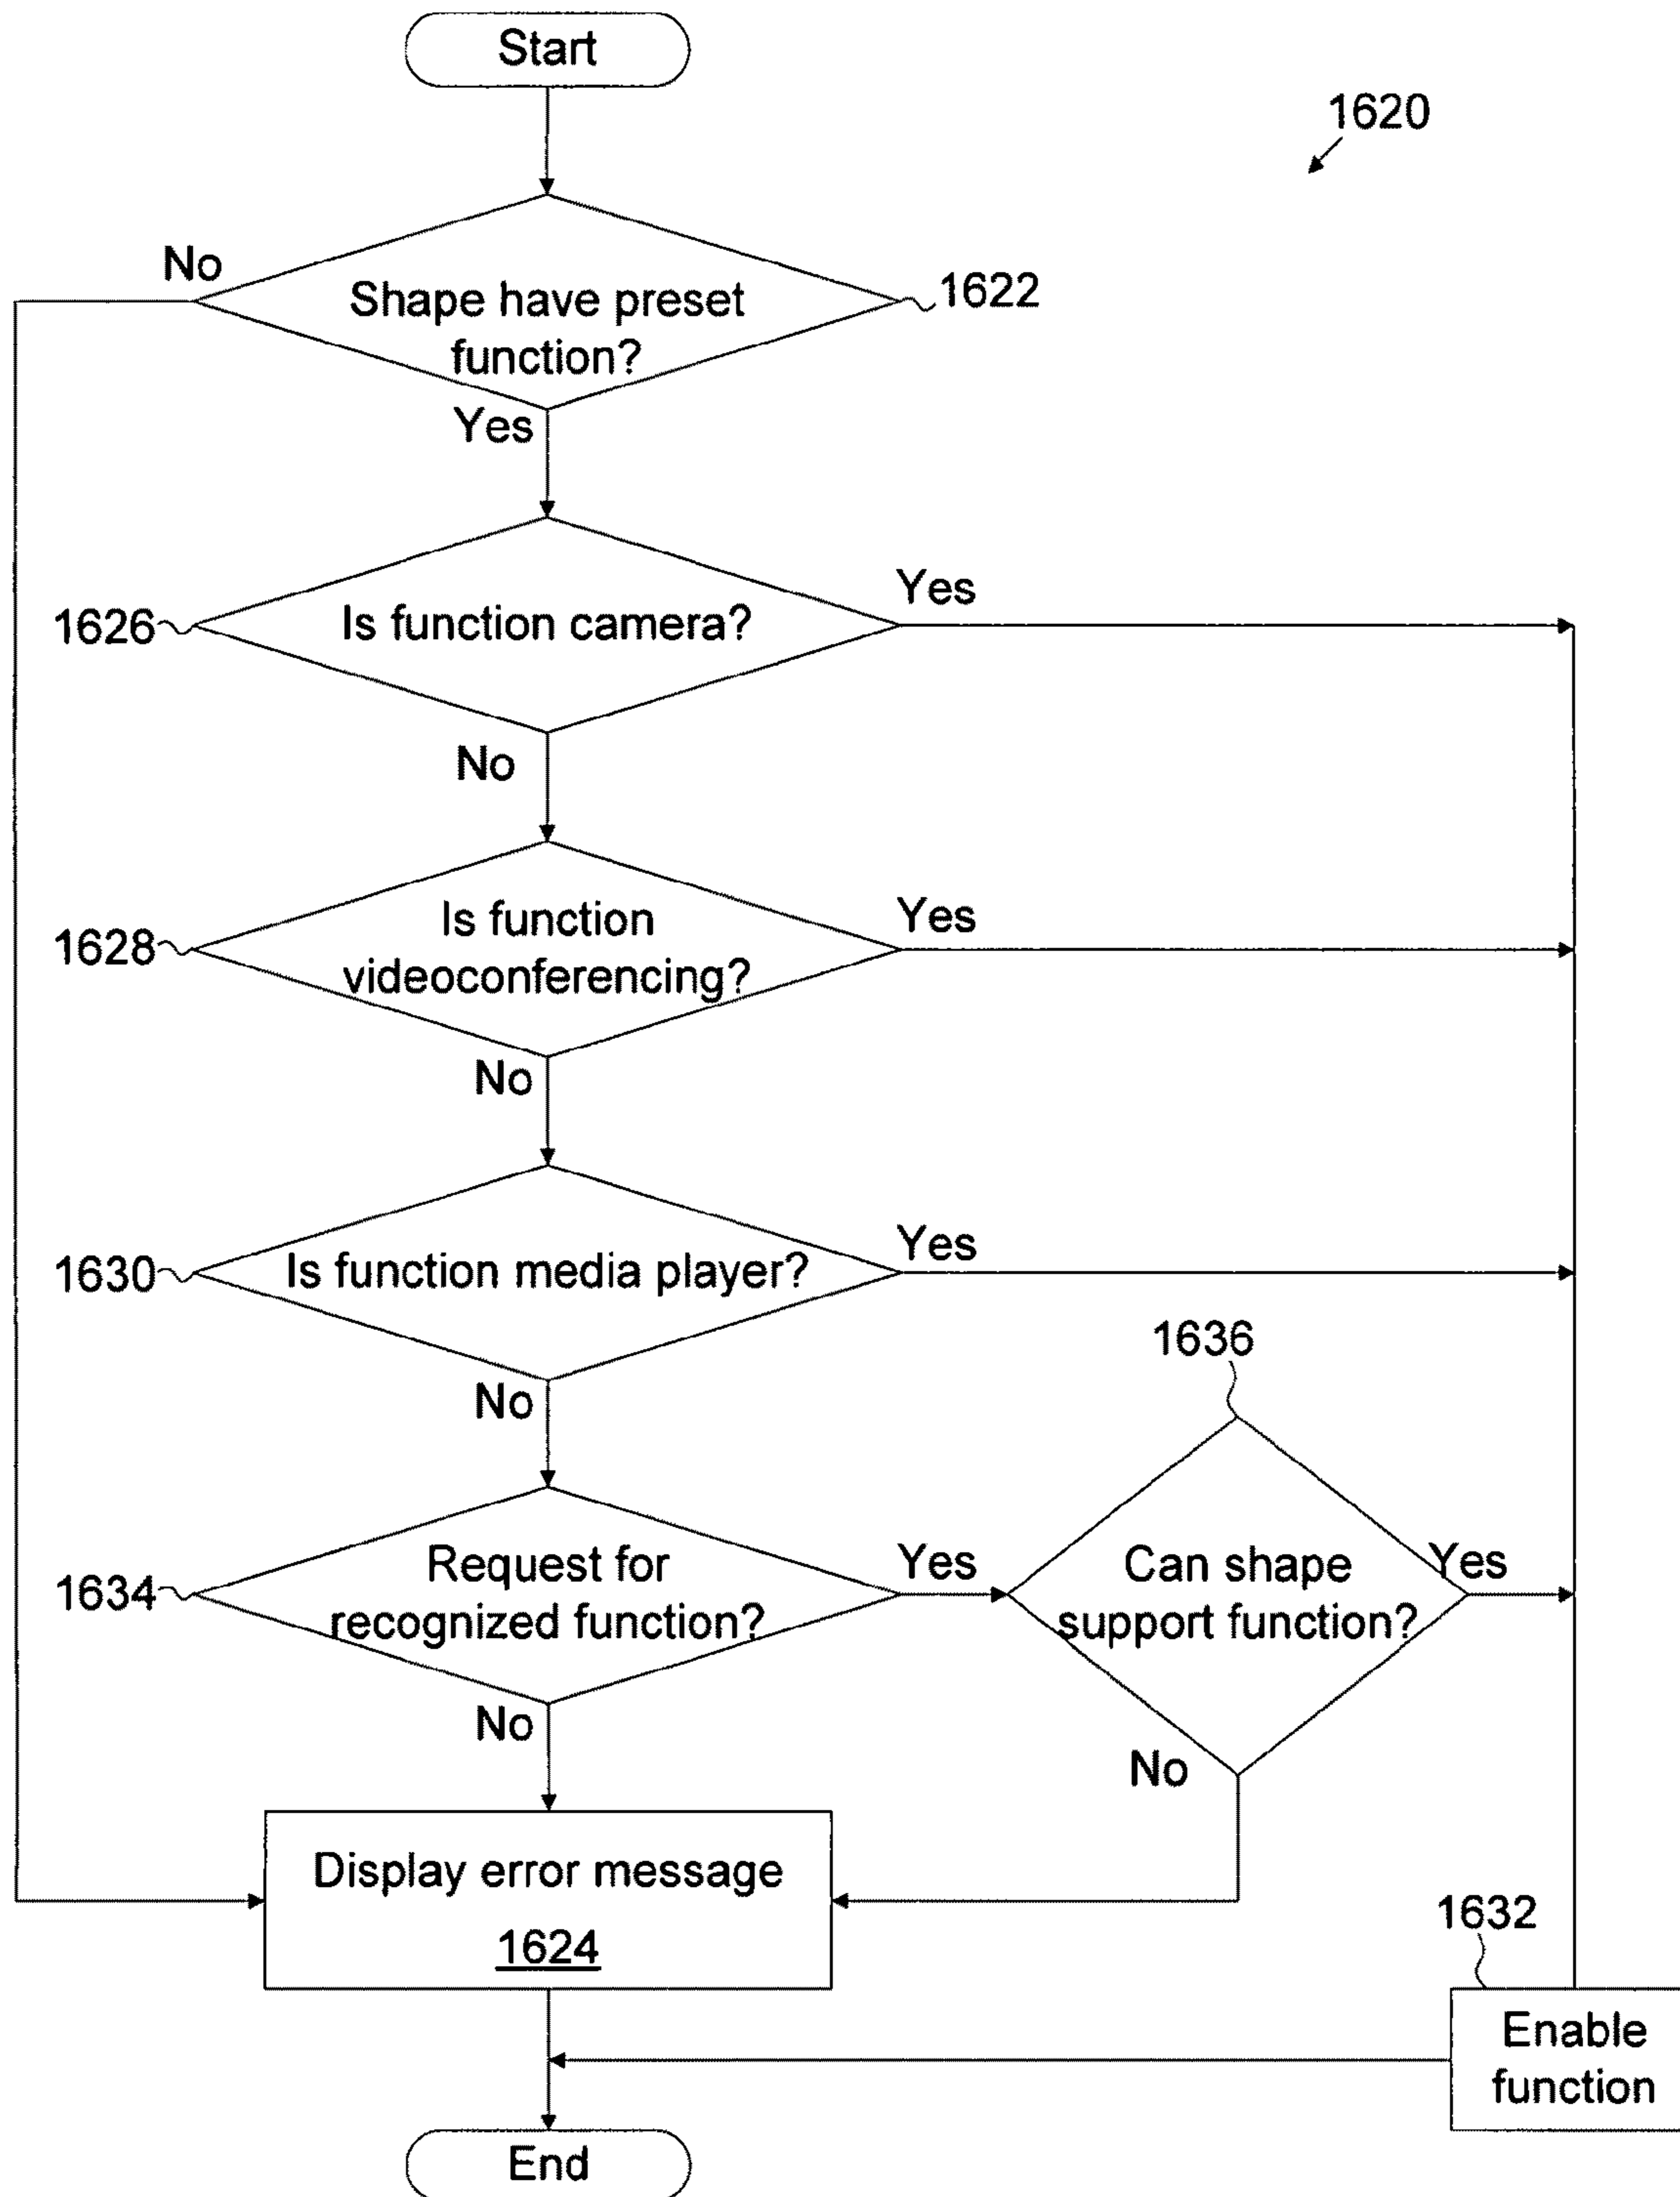 Start
1620
No
Shape have preset
function?
1622
Yes
1626
Is function camera?
Yes
No
1628
Is function
videoconferencing?
Yes
No
1630
Is function media player?
Yes
No
1636
1634
Request for
recognized function?
Yes
Can shape
support function?
Yes
No
No
Display error message
1624
1632
Enable
function
End